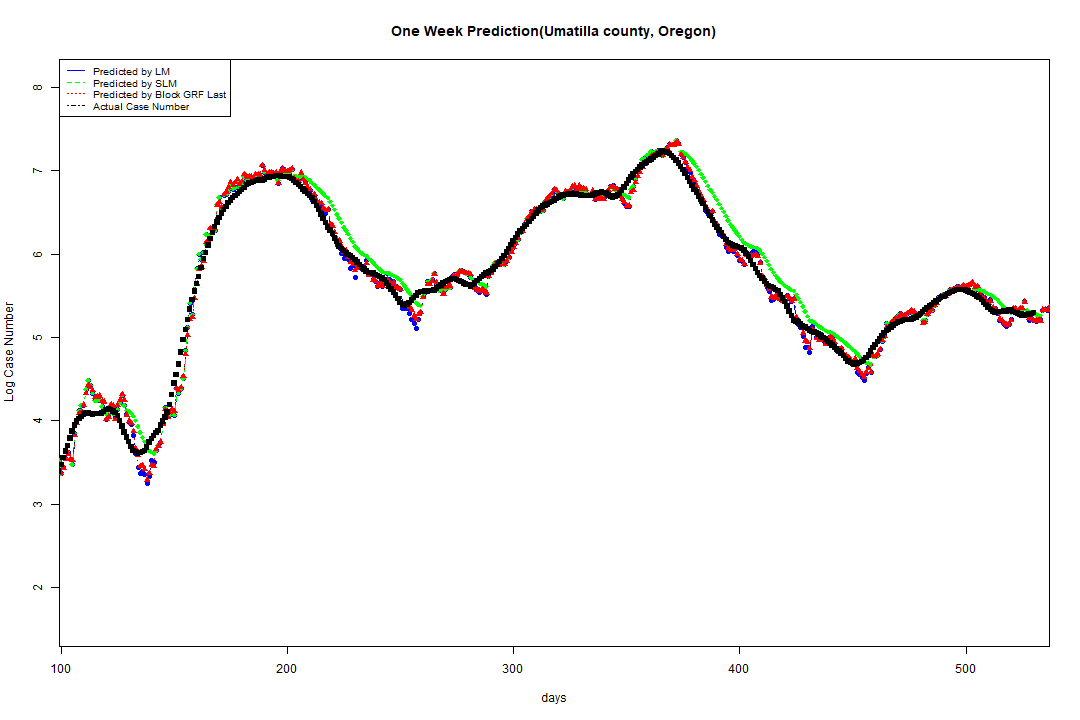 One Week Prediction(Umatilla county, Oregon)
Predicted by LM
Predicted by SLM
Predicted by Block GRF Last
Actual Case Number
8
7
6
5
4
3
2
Log Case Number
100 200 300 400 500
days